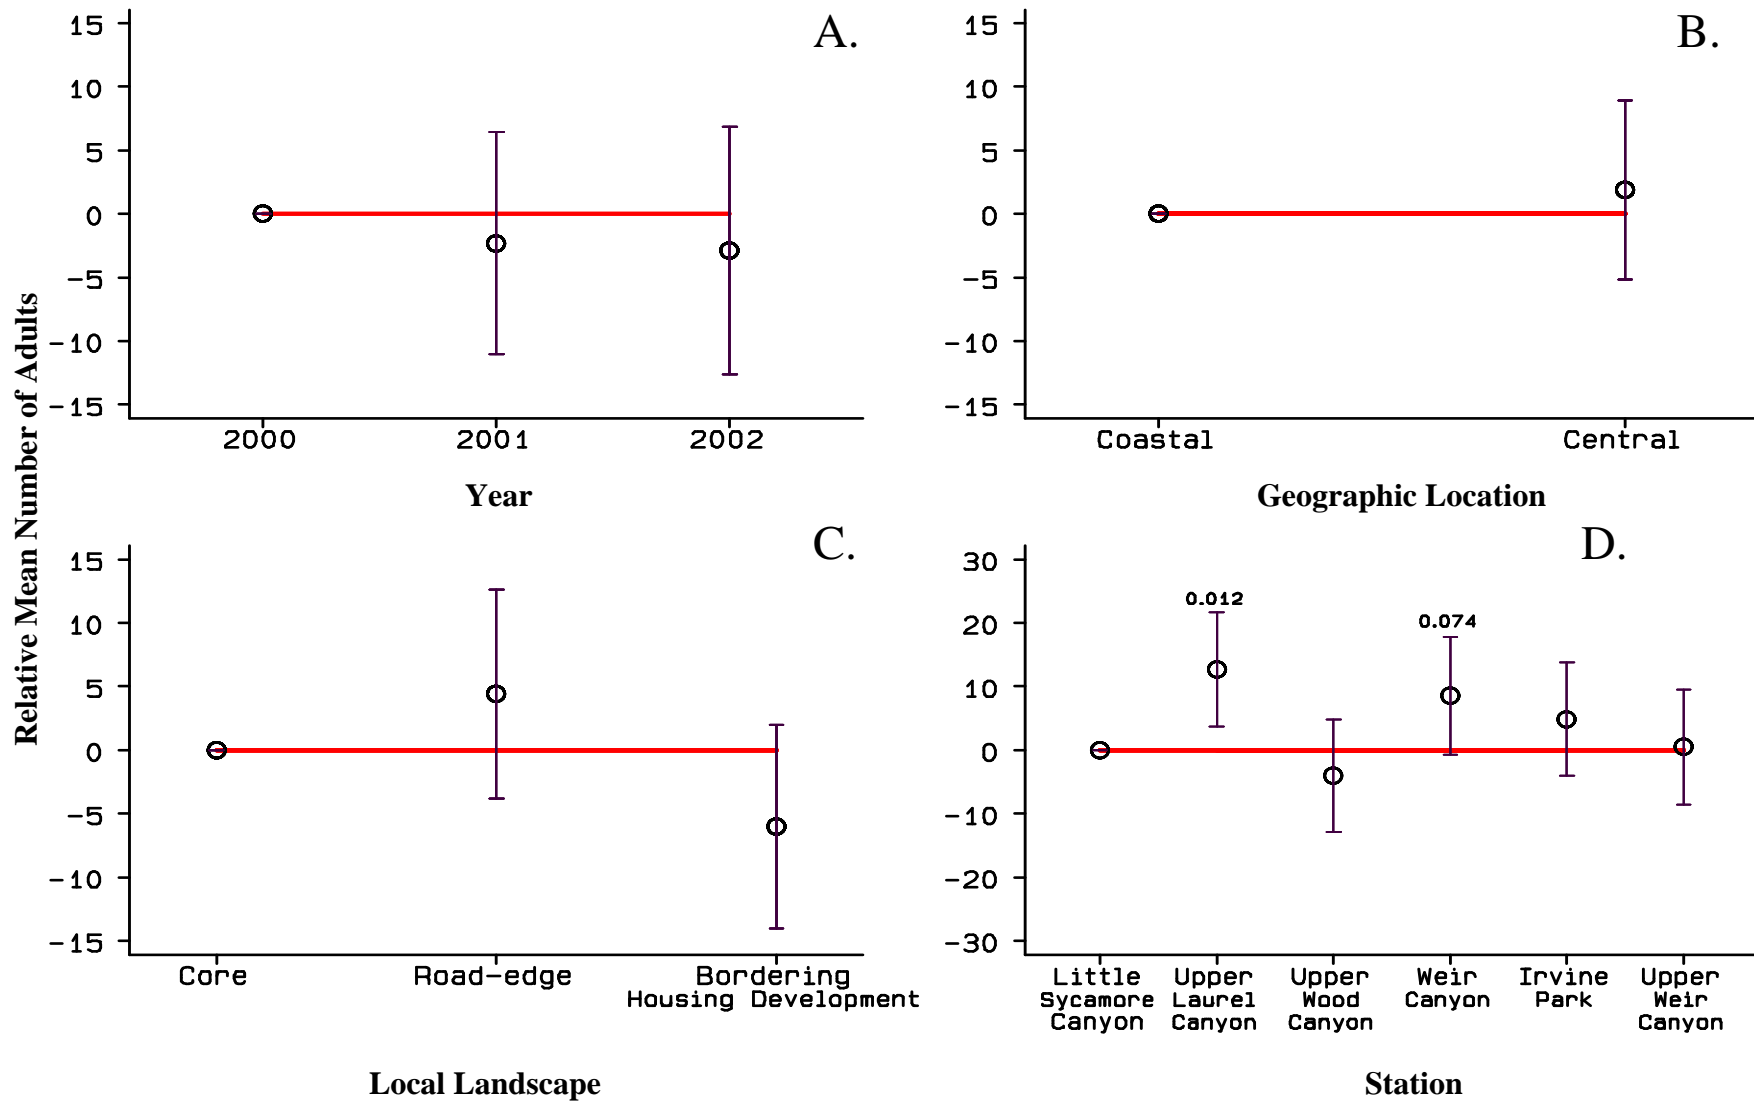 A.
15
10
5
0
-5
-10
-15
2000 2001 2002
Year
B.
15
10
5
0
-5
-10
-15
Coastal Central
Geographic Location
Relative Mean Number of Adults
C.
15
10
5
0
-5
-10
-15
Core Road-edge Bordering
Housing Development
Local Landscape
D.
30
20
10
0
-10
-20
-30
0.012
0.074
Little Upper Upper Weir Irvine Upper
Sycamore Laurel Wood Canyon Park Weir
Canyon Canyon Canyon Canyon
Station